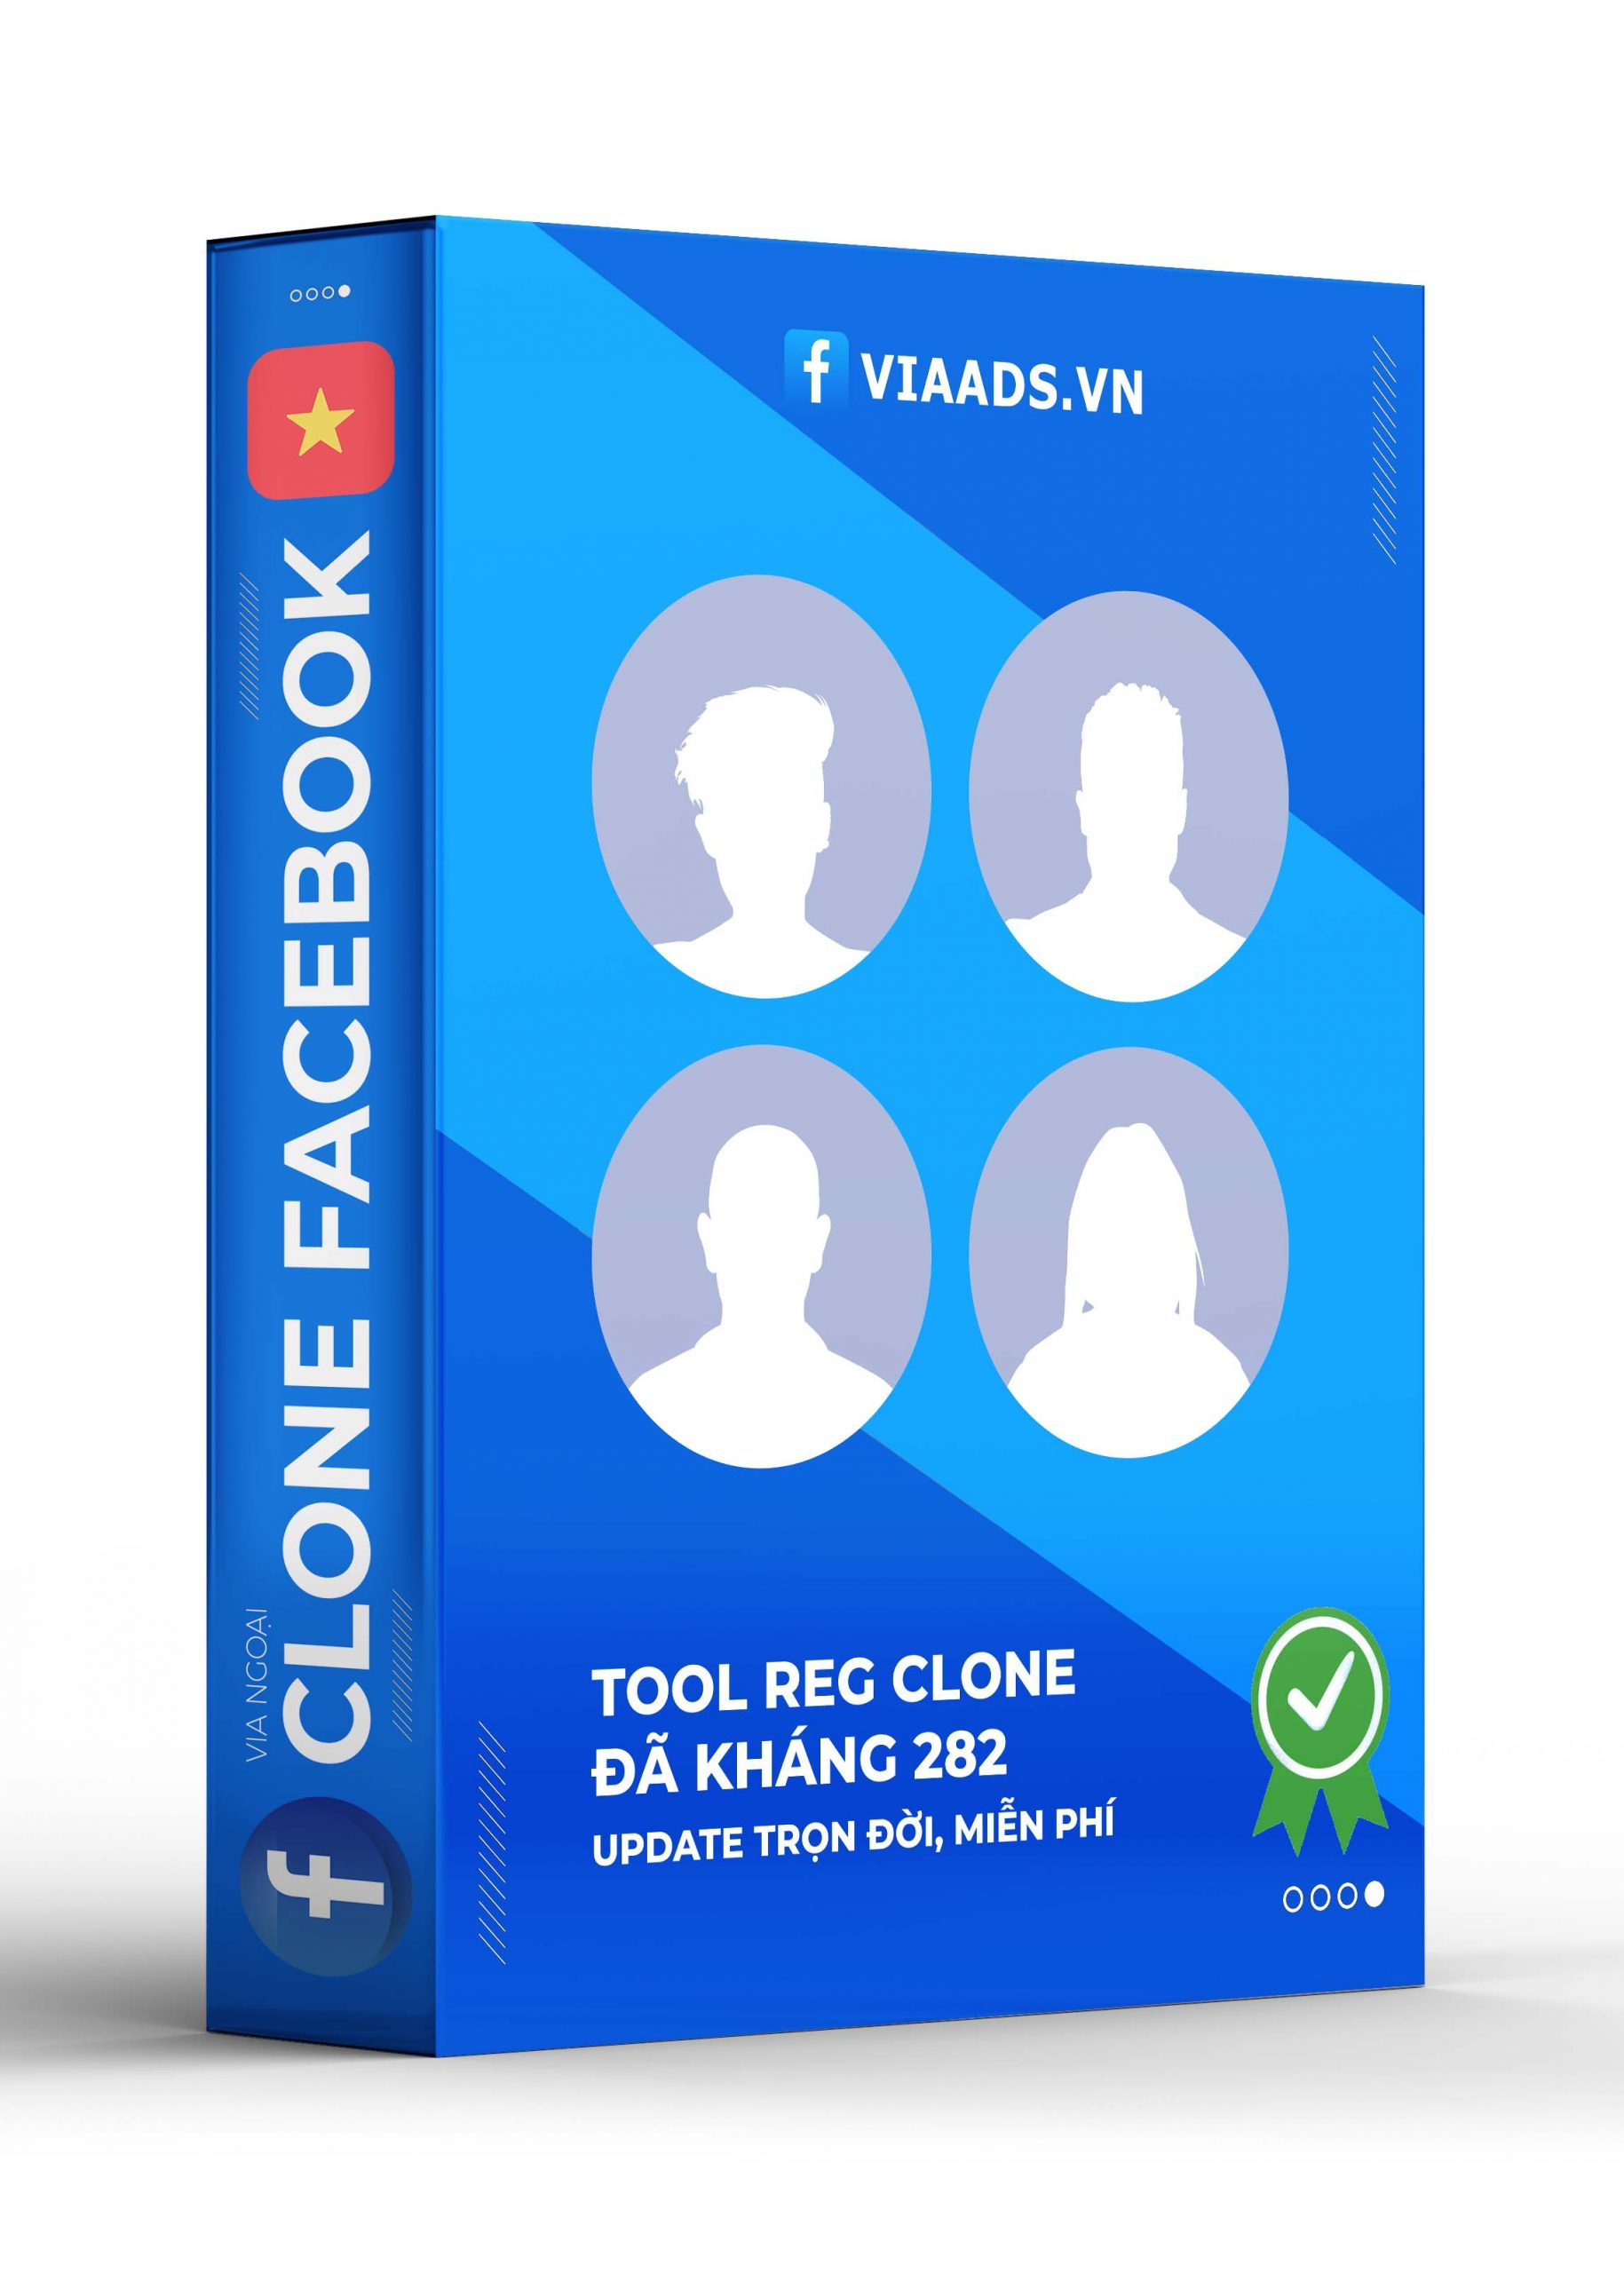 f VIAADS.VN
VIA NGOẠI
CLONE FACEBOOK
f
TOOL REG CLONE
ĐÃ KHÁNG 282
UPDATE TRỌN ĐỜI, MIỄN PHÍ